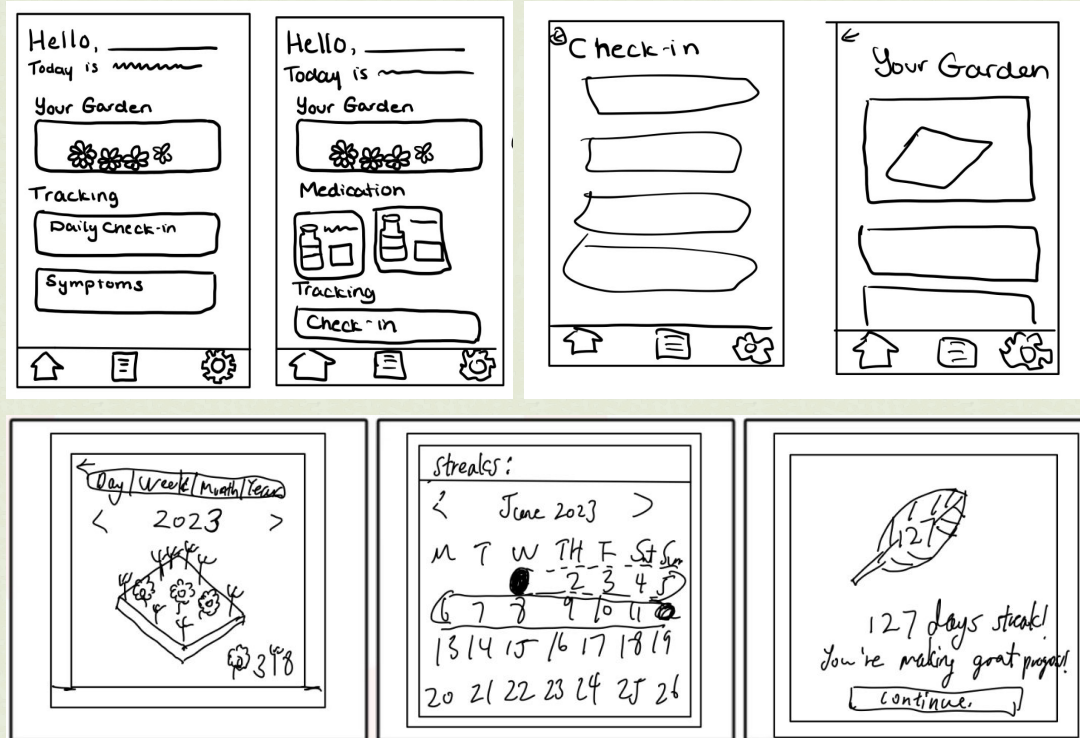 Hello,
Today is
Your Garden
Tracking
Daily Check-in
Symptoms
Hello,
Today is
Your Garden
Medication
Tracking
Check-in
Check-in
Your Garden
Day Week Month Year
< 2023 >
318
Streaks:
< June 2023 >
M T W TH F Sat Sun
2 3 4 5
6 7 8 9 10 11
13 14 15 16 17 18 19
20 21 22 23 24 25 26
127
127 days streak!
You're making great
continue.